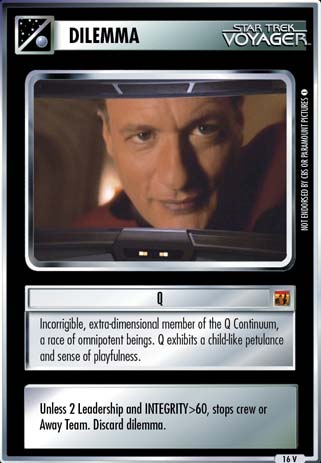 DILEMMA
STAR TREK
VOYAGER
NOT ENDORSED BY CBS OR PARAMOUNT PICTURES
Q
Incorrigible, extra-dimensional member of the Q Continuum,
a race of omnipotent beings. Q exhibits a child-like petulance
and sense of playfulness.
Unless 2 Leadership and INTEGRITY>60, stops crew or
Away Team. Discard dilemma.
16 V